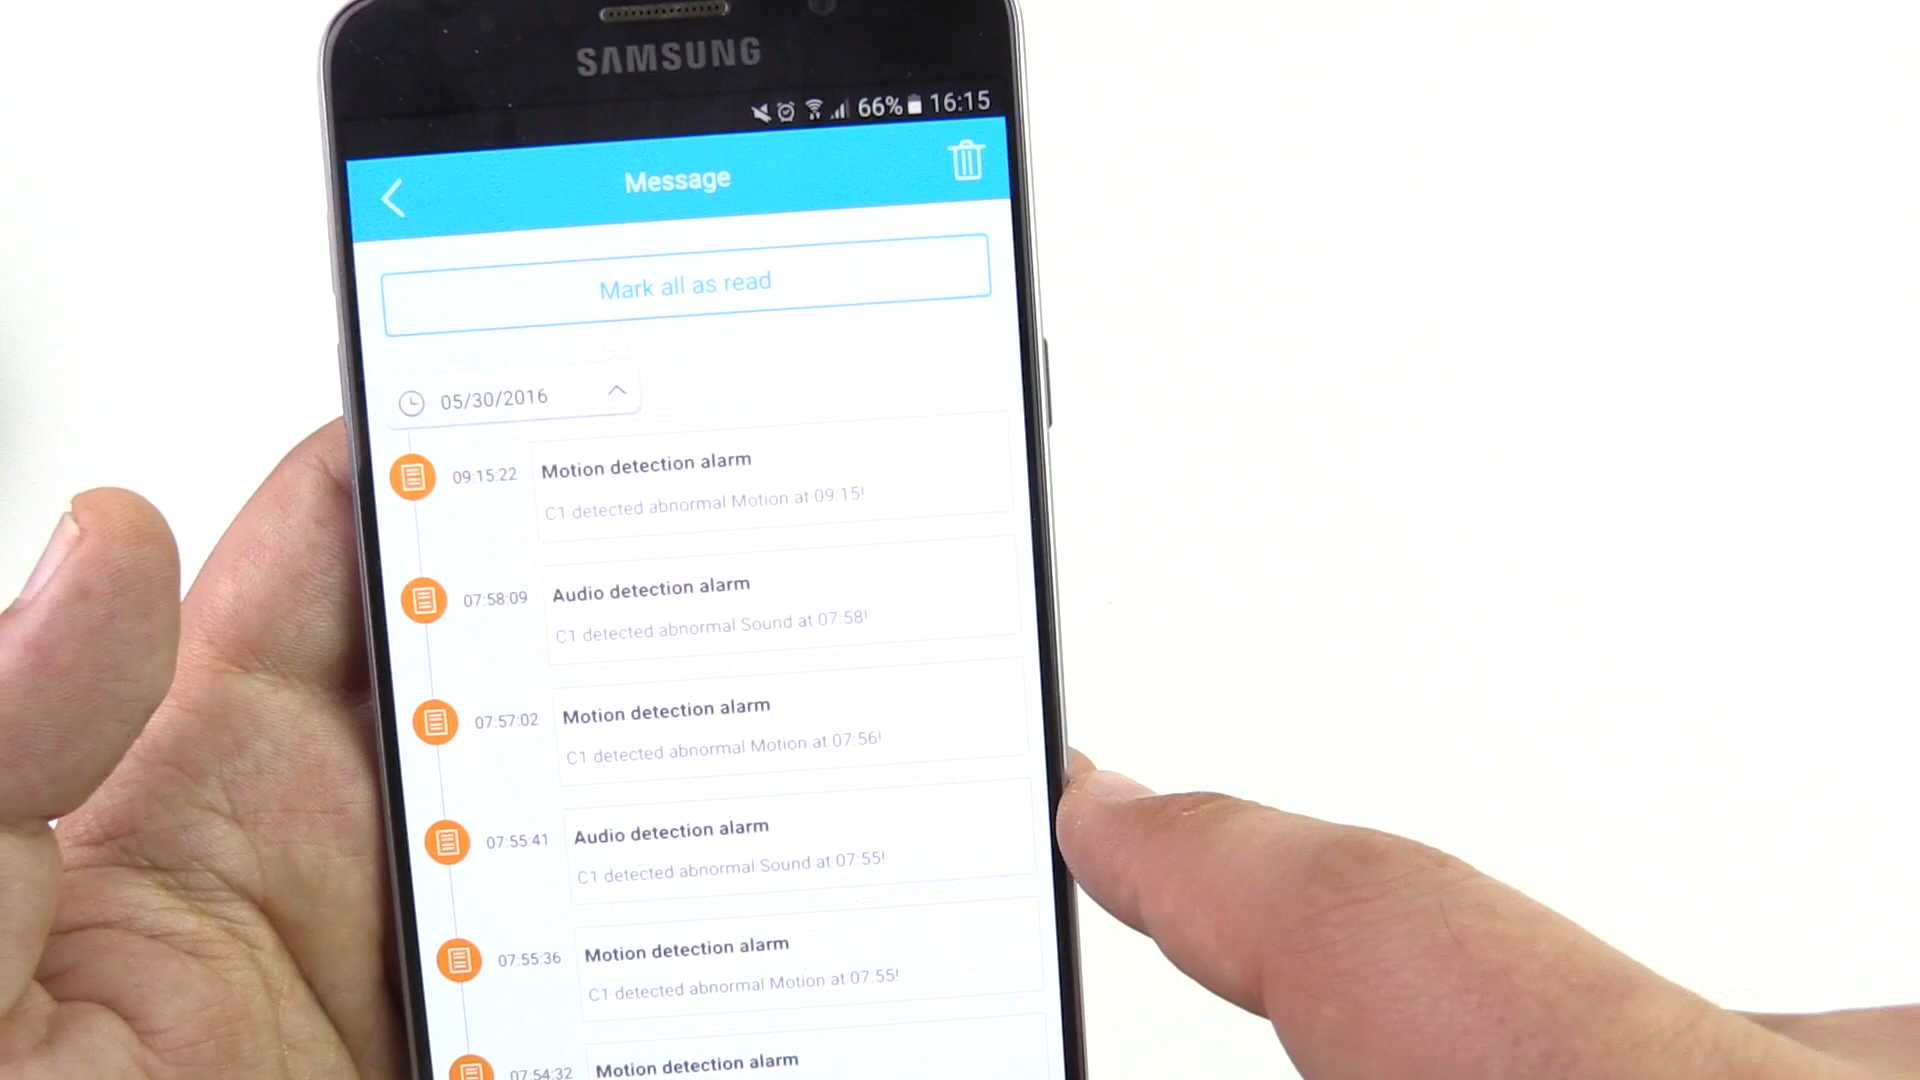 SAMSUNG
66% 16:15
Message
Mark all as read
05/30/2016
09:15:22 Motion detection alarm
C1 detected abnormal Motion at 09:15!
07:58:09 Audio detection alarm
C1 detected abnormal Sound at 07:58!
07:57:02 Motion detection alarm
C1 detected abnormal Motion at 07:56!
07:55:41 Audio detection alarm
C1 detected abnormal Sound at 07:55!
07:55:36 Motion detection alarm
C1 detected abnormal Motion at 07:55!
07:54:32 Motion detection alarm